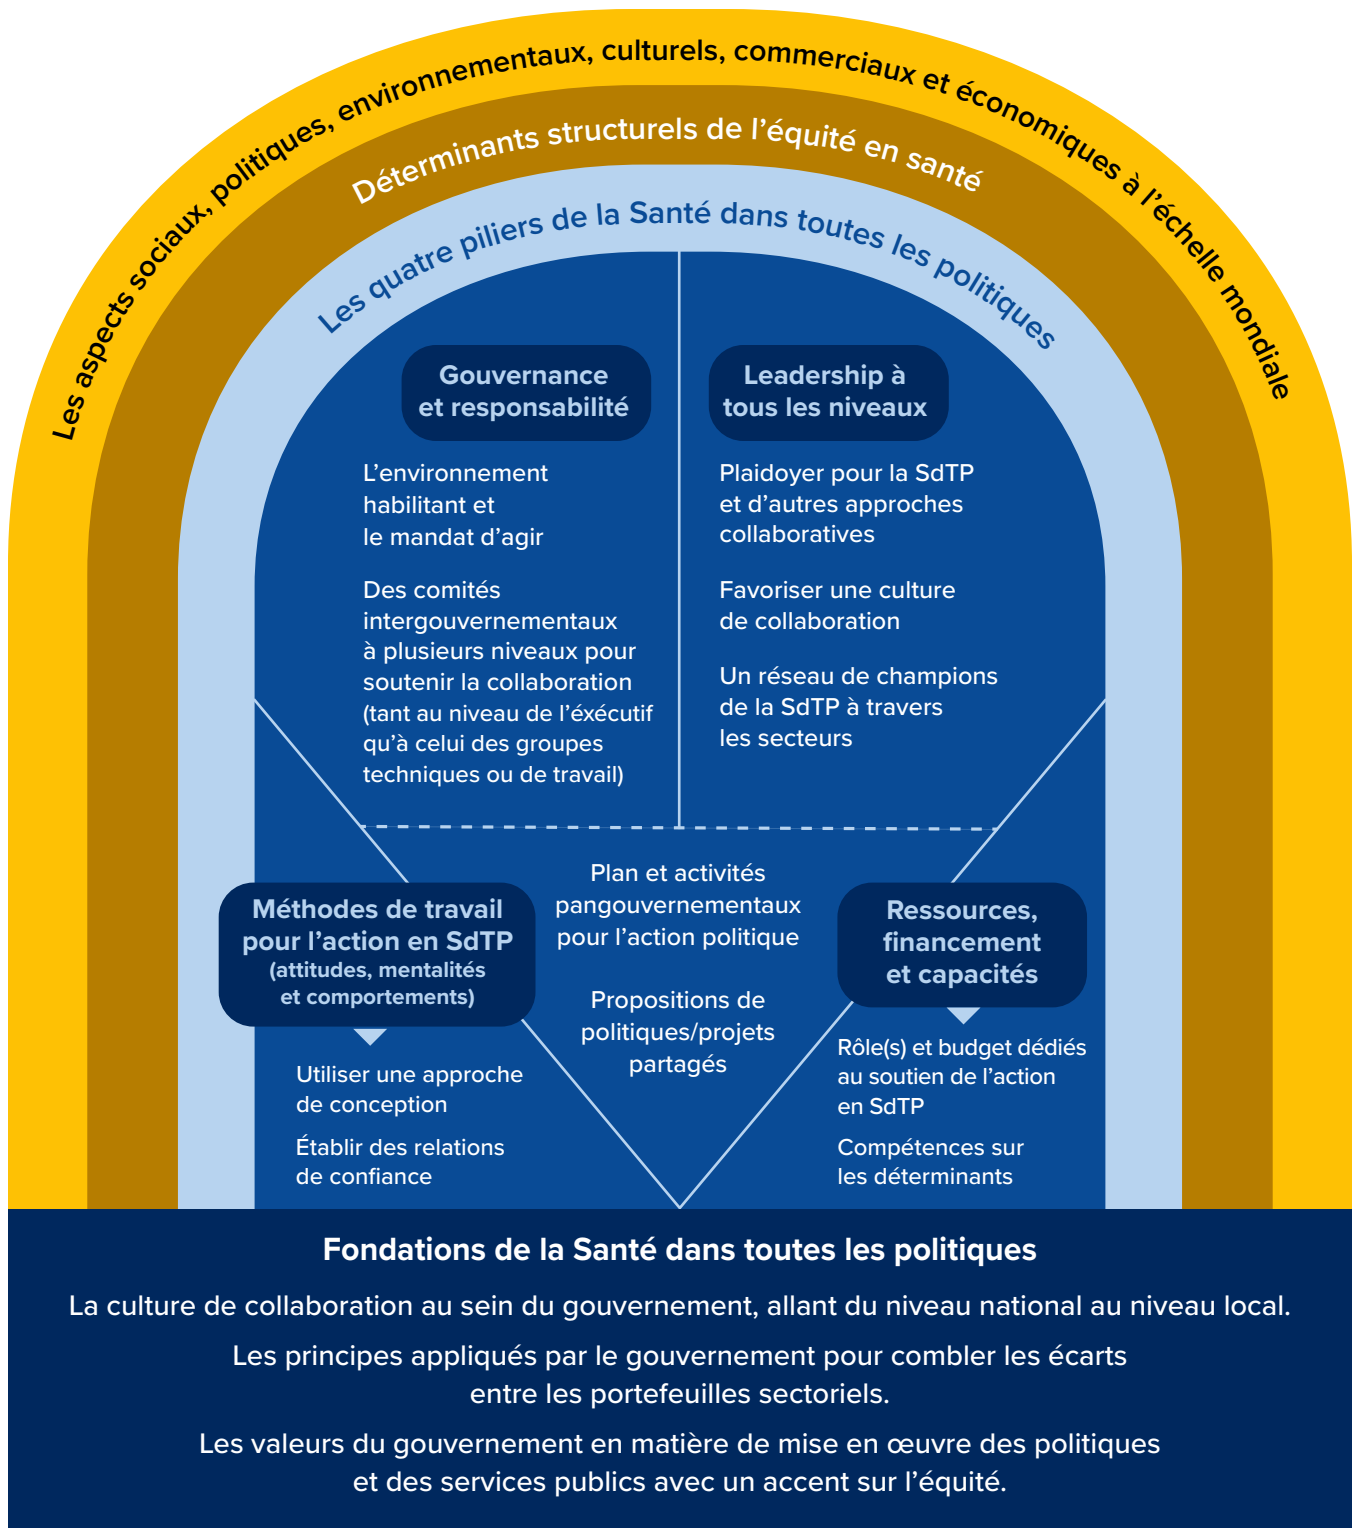 Les aspects sociaux, politiques, environnementaux, culturels, commerciaux et économiques à l’échelle mondiale
Déterminants structurels de l’équité en santé
Les quatre piliers de la Santé dans toutes les politiques
Gouvernance
et responsabilité
L’environnement
habilitant et
le mandat d’agir
Des comités
intergouvernementaux
à plusieurs niveaux pour
soutenir la collaboration
(tant au niveau de l’éxécutif
qu’à celui des groupes
techniques ou de travail)
Leadership à
tous les niveaux
Plaidoyer pour la SdTP
et d’autres approches
collaboratives
Favoriser une culture
de collaboration
Un réseau de champions
de la SdTP à travers
les secteurs
Plan et activités
pangouvernementaux
pour l’action politique
Propositions de
politiques/projets
partagés
Méthodes de travail
pour l’action en SdTP
(attitudes, mentalités
et comportements)
Utiliser une approche
de conception
Établir des relations
de confiance
Ressources,
financement
et capacités
Rôle(s) et budget dédiés
au soutien de l’action
en SdTP
Compétences sur
les déterminants
Fondations de la Santé dans toutes les politiques
La culture de collaboration au sein du gouvernement, allant du niveau national au niveau local.
Les principes appliqués par le gouvernement pour combler les écarts
entre les portefeuilles sectoriels.
Les valeurs du gouvernement en matière de mise en œuvre des politiques
et des services publics avec un accent sur l’équité.